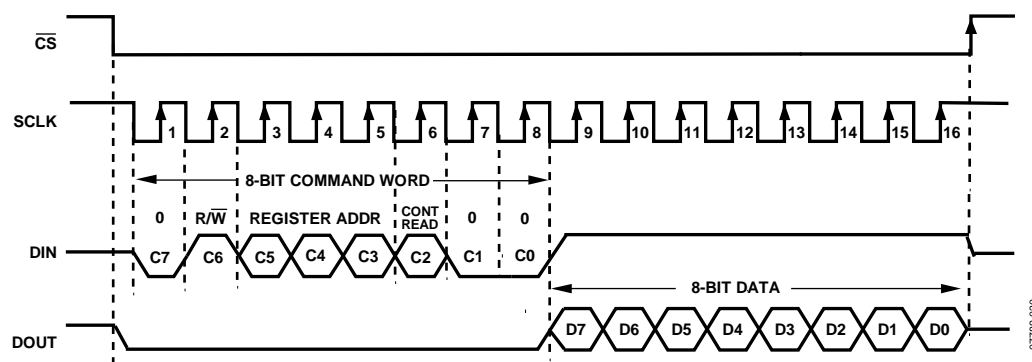 CS
SCLK
1 2 3 4 5 6 7 8 9 10 11 12 13 14 15 16
8-BIT COMMAND WORD
0 R/W REGISTER ADDR CONT READ 0 0
DIN
C7 C6 C5 C4 C3 C2 C1 C0
8-BIT DATA
DOUT
D7 D6 D5 D4 D3 D2 D1 D0